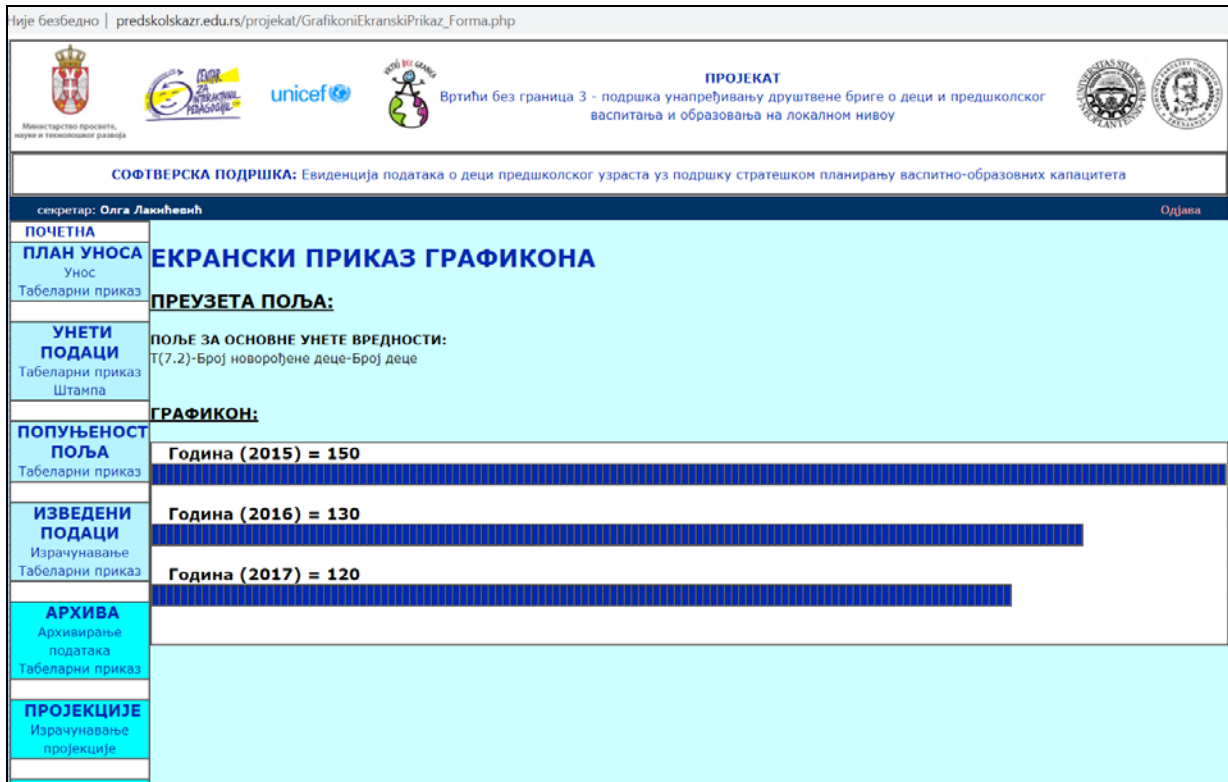 Није безбедно | predskolskazr.edu.rs/projekat/GrafikoniEkranskiPrikaz_Forma.php
Министарство просвете,
науке и технолошког развоја
CENTAR
ZA
INTERAKTIVNU
PEDAGOGIJU
unicef
ПРОЈЕКАТ
Вртићи без граница 3 - подршка унапређивању друштвене бриге о деци и предшколског
васпитања и образовања на локалном нивоу
СОФТВЕРСКА ПОДРШКА: Евиденција података о деци предшколског узраста уз подршку стратешком планирању васпитно-образовних капацитета
секретар: Олга Лакићевић
Одјава
ПОЧЕТНА
ПЛАН УНОСА
Унос
Табеларни приказ
УНЕТИ
ПОДАЦИ
Табеларни приказ
Штампа
ПОПУЊЕНОСТ
ПОЉА
Табеларни приказ
ИЗВЕДЕНИ
ПОДАЦИ
Израчунавање
Табеларни приказ
АРХИВА
Архивирање
података
Табеларни приказ
ПРОЈЕКЦИЈЕ
Израчунавање
пројекције
ЕКРАНСКИ ПРИКАЗ ГРАФИКОНА
ПРЕУЗЕТА ПОЉА:
ПОЉЕ ЗА ОСНОВНЕ УНЕТЕ ВРЕДНОСТИ:
Т(7.2)-Број новорођене деце-Број деце
ГРАФИКОН:
Година (2015) = 150
Година (2016) = 130
Година (2017) = 120